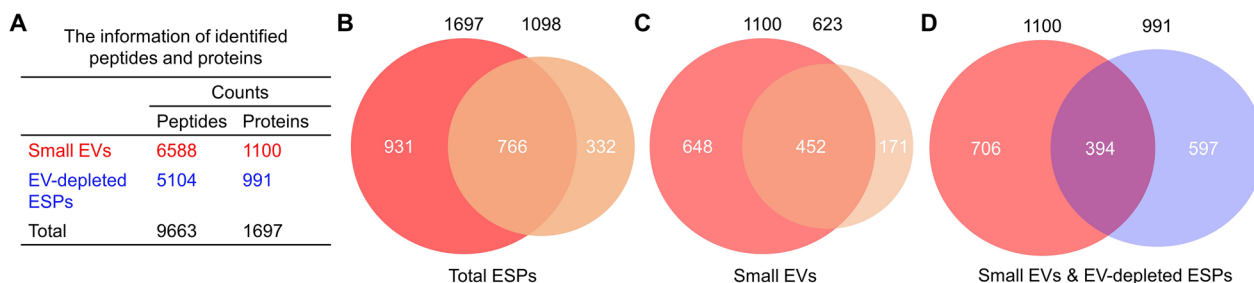 A
The information of identified
peptides and proteins
Counts
Peptides Proteins
Small EVs 6588 1100
EV-depleted 5104 991
ESPs
Total 9663 1697
B
1697 1098
931 766 332
Total ESPs
C
1100 623
648 452 171
Small EVs
D
1100 991
706 394 597
Small EVs & EV-depleted ESPs